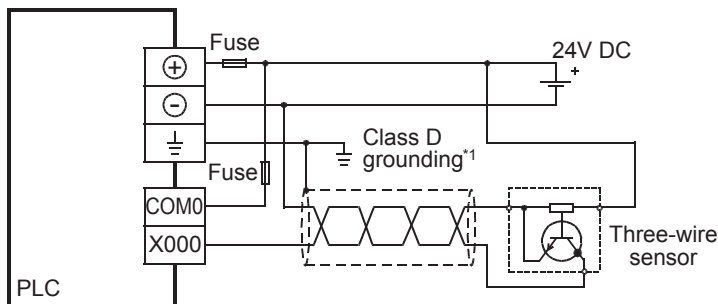 Fuse
24V DC
+
+
-
Class D
grounding*1
Fuse
COM0
X000
Three-wire
sensor
PLC